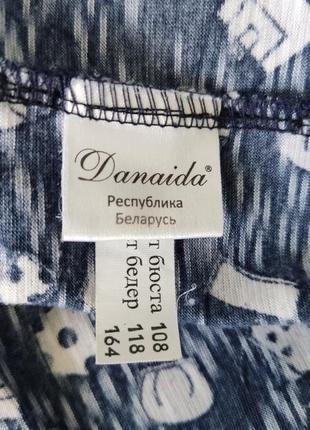 Danaida®
Республика
Беларусь
т бюста 108
т бедер 118
164